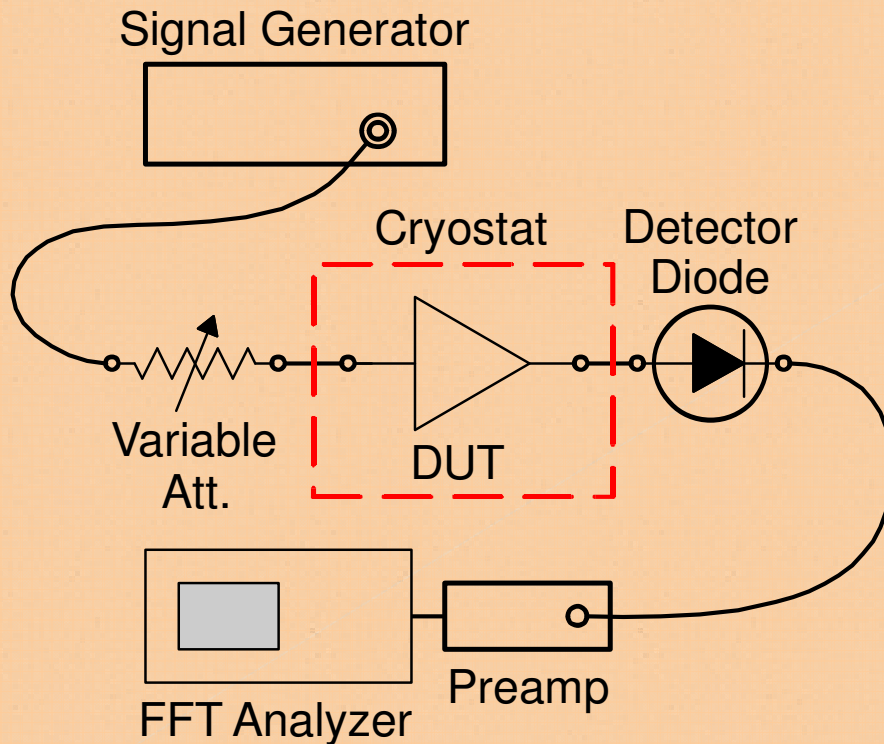 Signal Generator
Cryostat
Detector
Diode
Variable
Att.
DUT
Preamp
FFT Analyzer